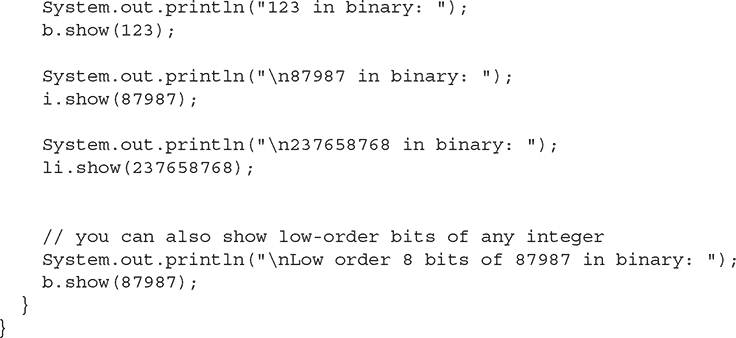 System.out.println("123 in binary: ");
b.show(123);
System.out.println("\n87987 in binary: ");
i.show(87987);
System.out.println("\n237658768 in binary: ");
li.show(237658768);
// you can also show low-order bits of any integer
System.out.println("\nLow order 8 bits of 87987 in binary: ");
b.show(87987);
}
}